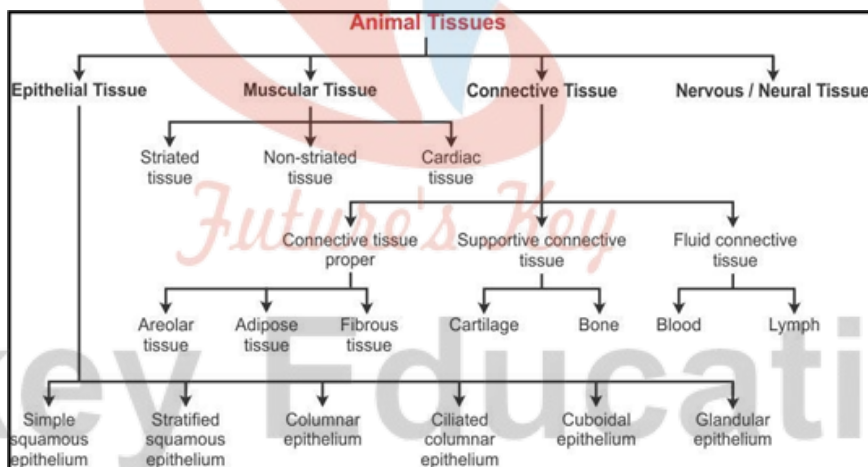 Animal Tissues
Epithelial Tissue
Muscular Tissue
Connective Tissue
Nervous / Neural Tissue
Striated
tissue
Non-striated
tissue
Cardiac
tissue
Future's Key
Connective tissue
proper
Supportive connective
tissue
Fluid connective
tissue
Areolar
tissue
Adipose
tissue
Fibrous
tissue
Cartilage
Bone
Blood
Lymph
key Educati
Simple
squamous
epithelium
Stratified
squamous
epithelium
Columnar
epithelium
Ciliated
columnar
epithelium
Cuboidal
epithelium
Glandular
epithelium